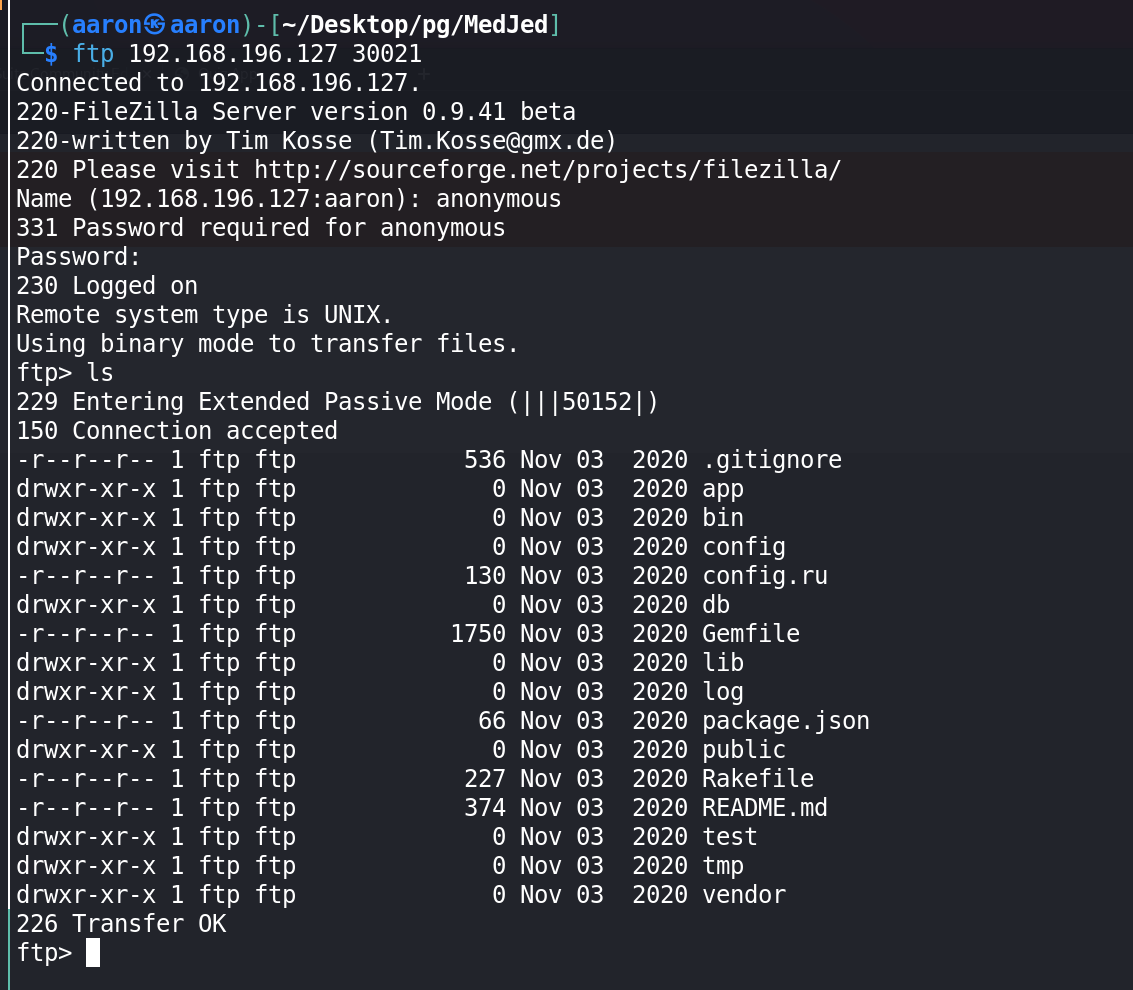 ┌──(aaron㉿aaron)-[~/Desktop/pg/MedJed]
└─$ ftp 192.168.196.127 30021
Connected to 192.168.196.127.
220-FileZilla Server version 0.9.41 beta
220-written by Tim Kosse (Tim.Kosse@gmx.de)
220 Please visit http://sourceforge.net/projects/filezilla/
Name (192.168.196.127:aaron): anonymous
331 Password required for anonymous
Password:
230 Logged on
Remote system type is UNIX.
Using binary mode to transfer files.
ftp> ls
229 Entering Extended Passive Mode (|||50152|)
150 Connection accepted
-r--r--r-- 1 ftp ftp            536 Nov 03  2020 .gitignore
drwxr-xr-x 1 ftp ftp              0 Nov 03  2020 app
drwxr-xr-x 1 ftp ftp              0 Nov 03  2020 bin
drwxr-xr-x 1 ftp ftp              0 Nov 03  2020 config
-r--r--r-- 1 ftp ftp            130 Nov 03  2020 config.ru
drwxr-xr-x 1 ftp ftp              0 Nov 03  2020 db
-r--r--r-- 1 ftp ftp           1750 Nov 03  2020 Gemfile
drwxr-xr-x 1 ftp ftp              0 Nov 03  2020 lib
drwxr-xr-x 1 ftp ftp              0 Nov 03  2020 log
-r--r--r-- 1 ftp ftp             66 Nov 03  2020 package.json
drwxr-xr-x 1 ftp ftp              0 Nov 03  2020 public
-r--r--r-- 1 ftp ftp            227 Nov 03  2020 Rakefile
-r--r--r-- 1 ftp ftp            374 Nov 03  2020 README.md
drwxr-xr-x 1 ftp ftp              0 Nov 03  2020 test
drwxr-xr-x 1 ftp ftp              0 Nov 03  2020 tmp
drwxr-xr-x 1 ftp ftp              0 Nov 03  2020 vendor
226 Transfer OK
ftp>